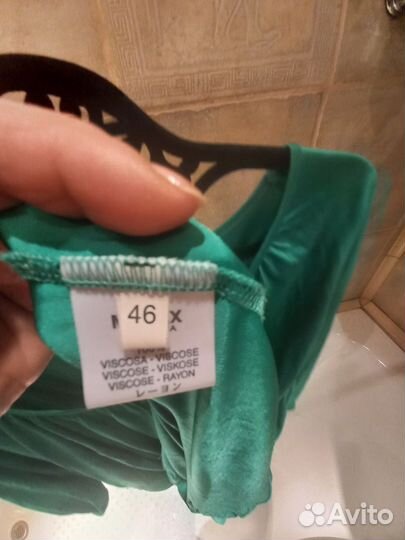 46
VISCOSA - VISCOSE
VISCOSE - VISKOSE
VISCOSE - RAYON
レーヨン
Avito